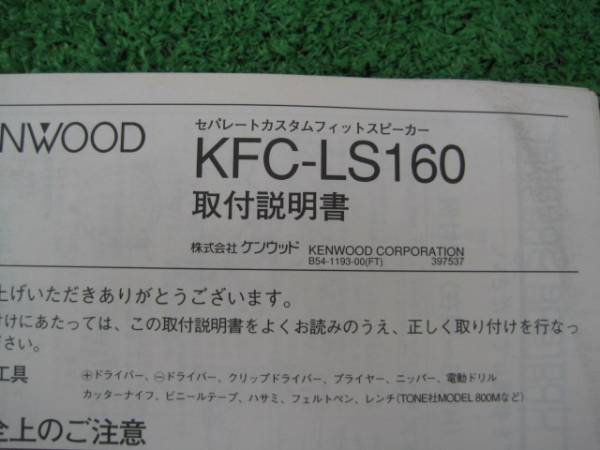 ENWOOD
セパレートカスタムフィットスピーカー
KFC-LS160
取付説明書
株式会社 ケンウッド KENWOOD CORPORATION
B54-1193-00(FT) 397537
上げいただきありがとうございます。
けにあたっては、この取付説明書をよくお読みのうえ、正しく取り付けを行なっ
さい。
工具
⊕ドライバー、⊖ドライバー、クリップドライバー、プライヤー、ニッパー、電動ドリル
カッターナイフ、ビニールテープ、ハサミ、フェルトペン、レンチ(TONE社MODEL 800Mなど)
全上のご注意